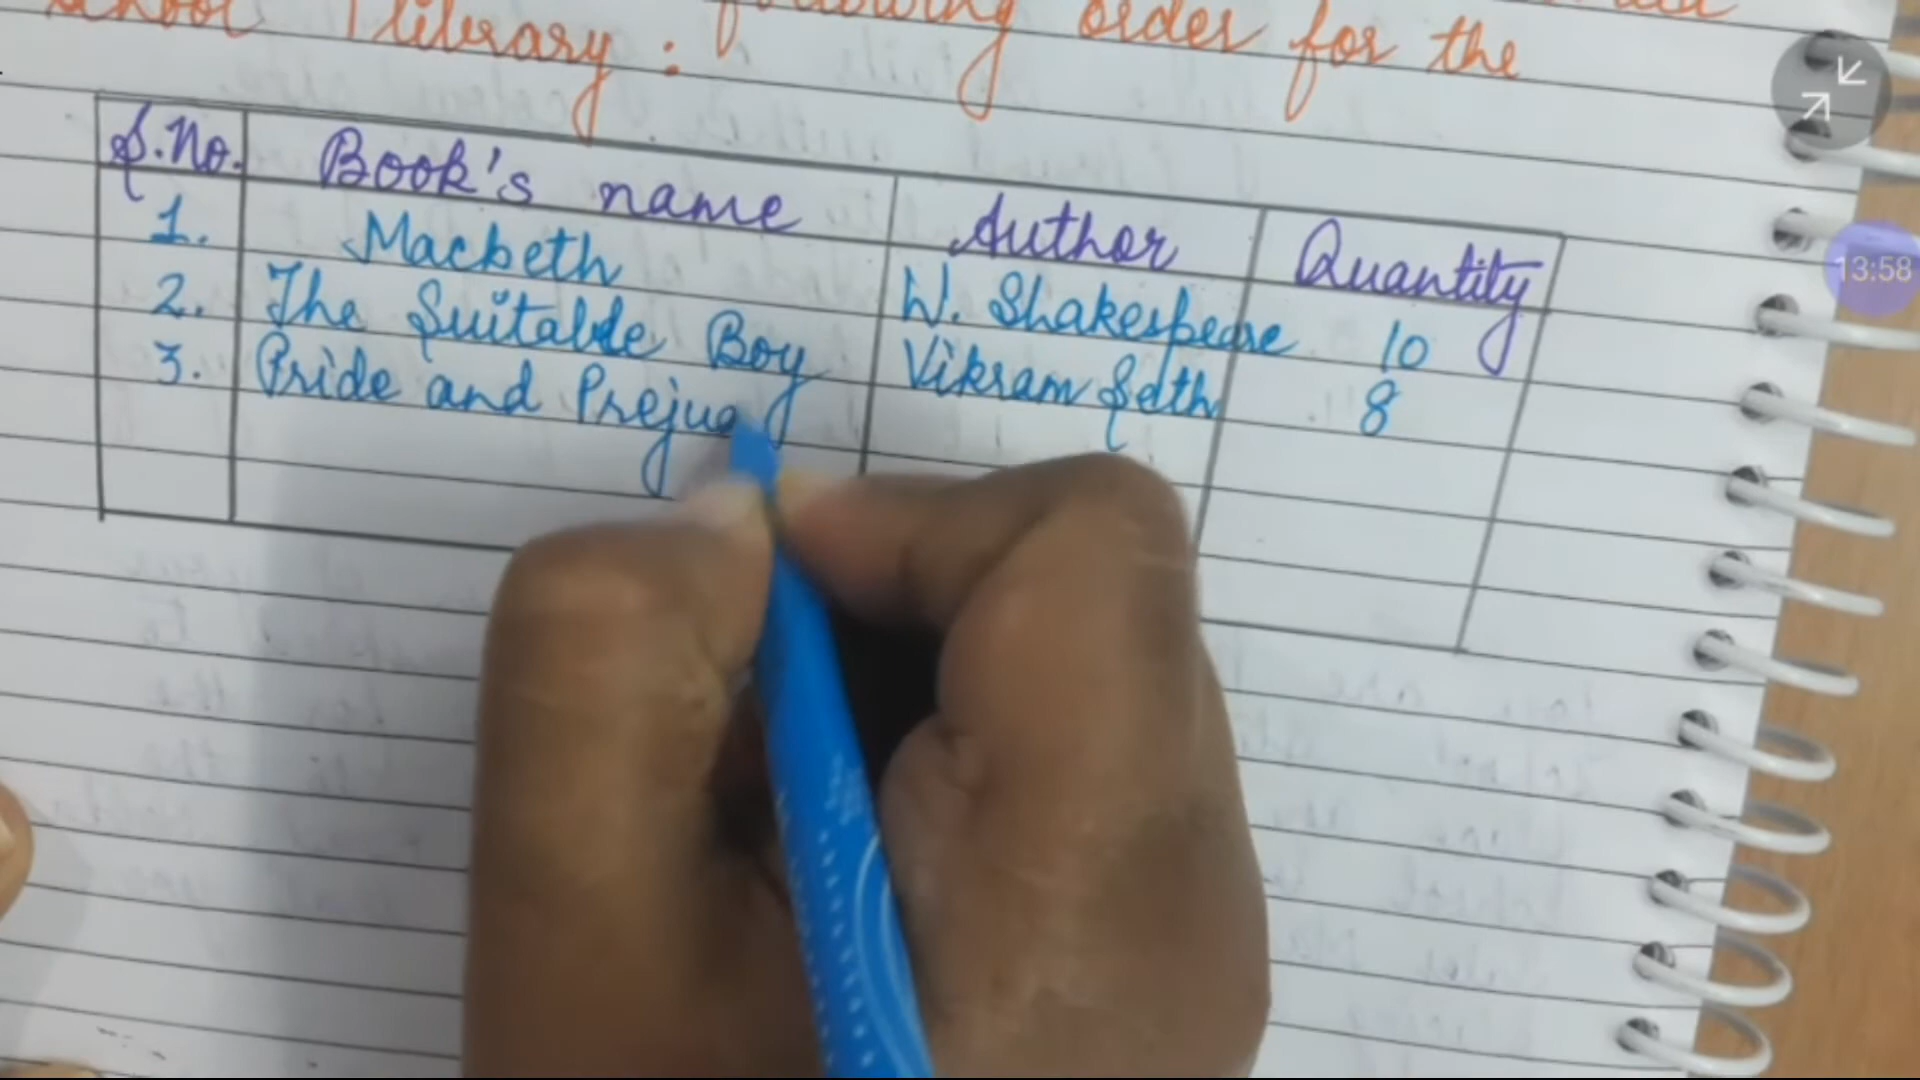 school library : following order for the
S.No. Book's name Author Quantity
1. Macbeth W. Shakespeare 10
2. The Suitable Boy Vikram Seth 8
3. Pride and Prejud
13:58